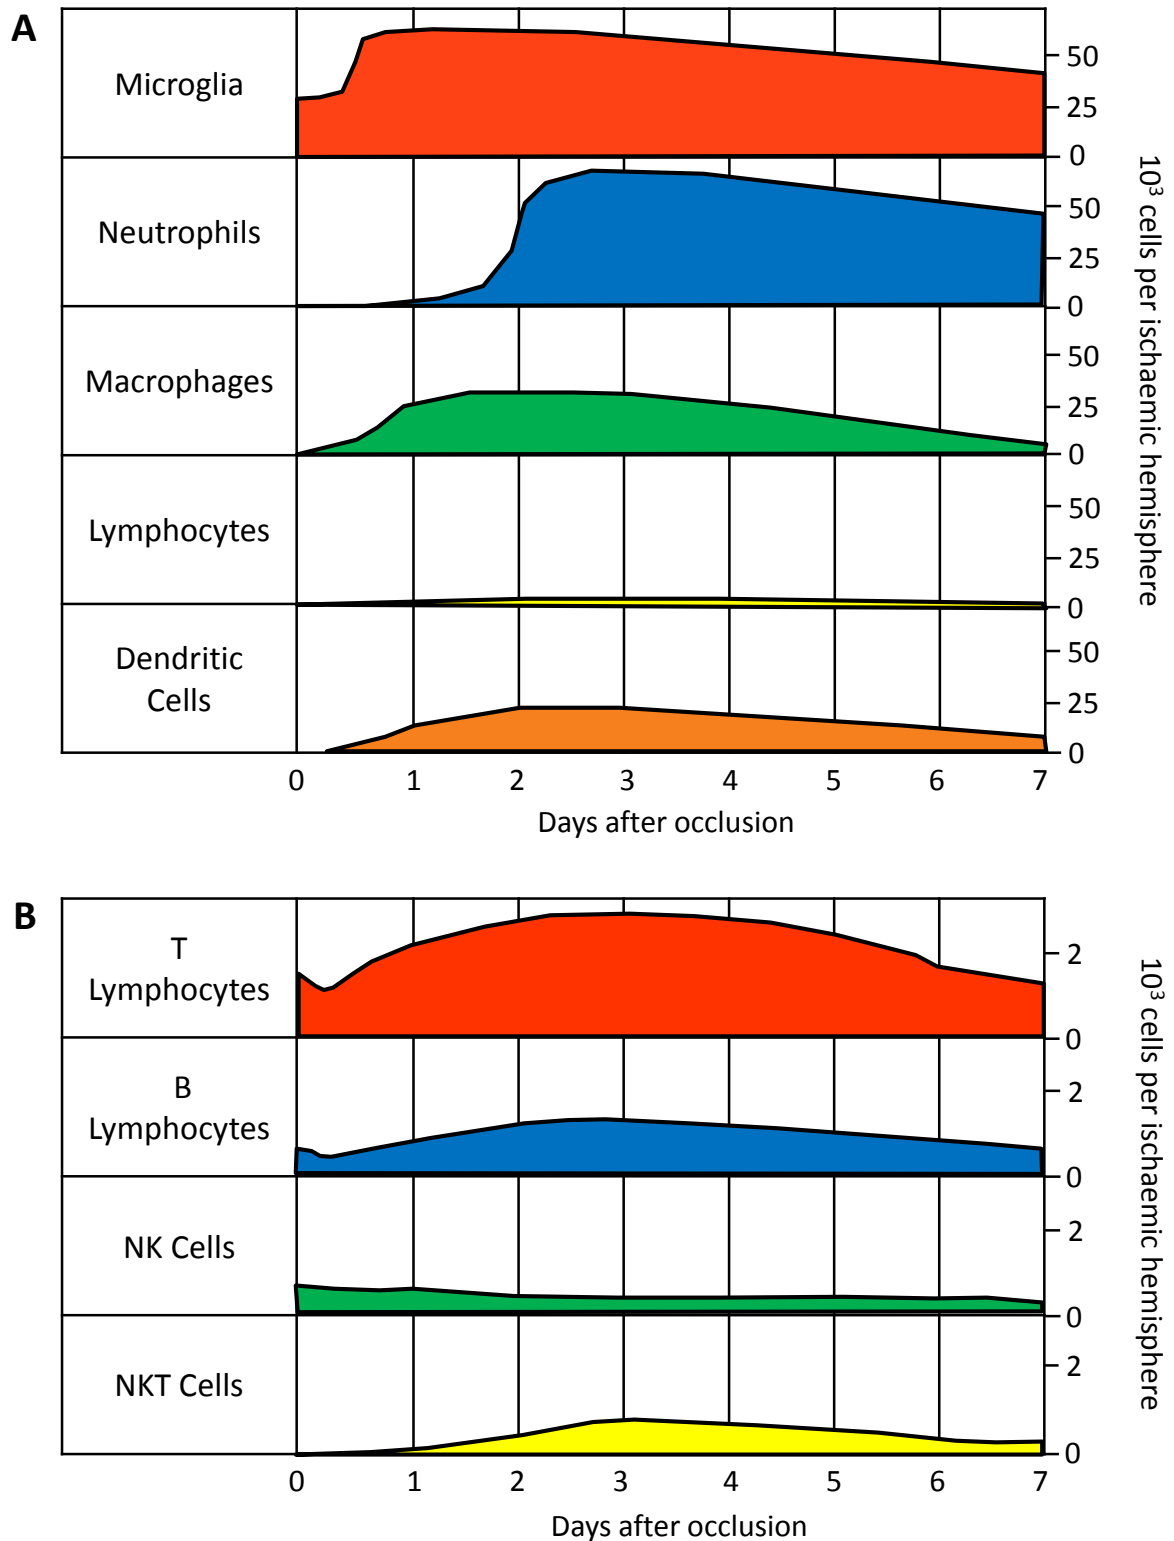 A
Microglia
50
25
0
Neutrophils
50
25
0
Macrophages
50
25
0
Lymphocytes
50
25
0
Dendritic
Cells
50
25
0
10³ cells per ischaemic hemisphere
0 1 2 3 4 5 6 7
Days after occlusion
B
T
Lymphocytes
2
0
B
Lymphocytes
2
0
NK Cells
2
0
NKT Cells
2
0
10³ cells per ischaemic hemisphere
0 1 2 3 4 5 6 7
Days after occlusion